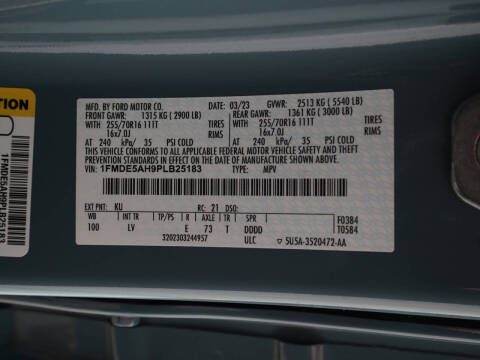 MFD. BY FORD MOTOR CO. 03/23 GVWR: 2513 KG ( 5540 LB)
FRONT GAWR: 1315 KG ( 2900 LB) REAR GAWR: 1361 KG ( 3000 LB)
WITH WITH
255/70R16 111T TIRES 255/70R16 111T TIRES
16x7.0J RIMS 16x7.0J RIMS
AT 240 kPa/ 35 PSI COLD AT 240 kPa/ 35 PSI COLD
THIS VEHICLE CONFORMS TO ALL APPLICABLE FEDERAL MOTOR VEHICLE SAFETY AND
THEFT PREVENTION STANDARDS IN EFFECT ON THE DATE OF MANUFACTURE SHOWN ABOVE.
VIN: 1FMDE5AH9PLB25183 TYPE: MPV
EXT PNT: KU RC: 21 DSO: F0384
WB INT TR R AXLE TR SPR T0584
100 LV E 73 T DDDD
3202303244957 ULC 5U5A-3520472-AA
1FMDE5AH9PLB25183